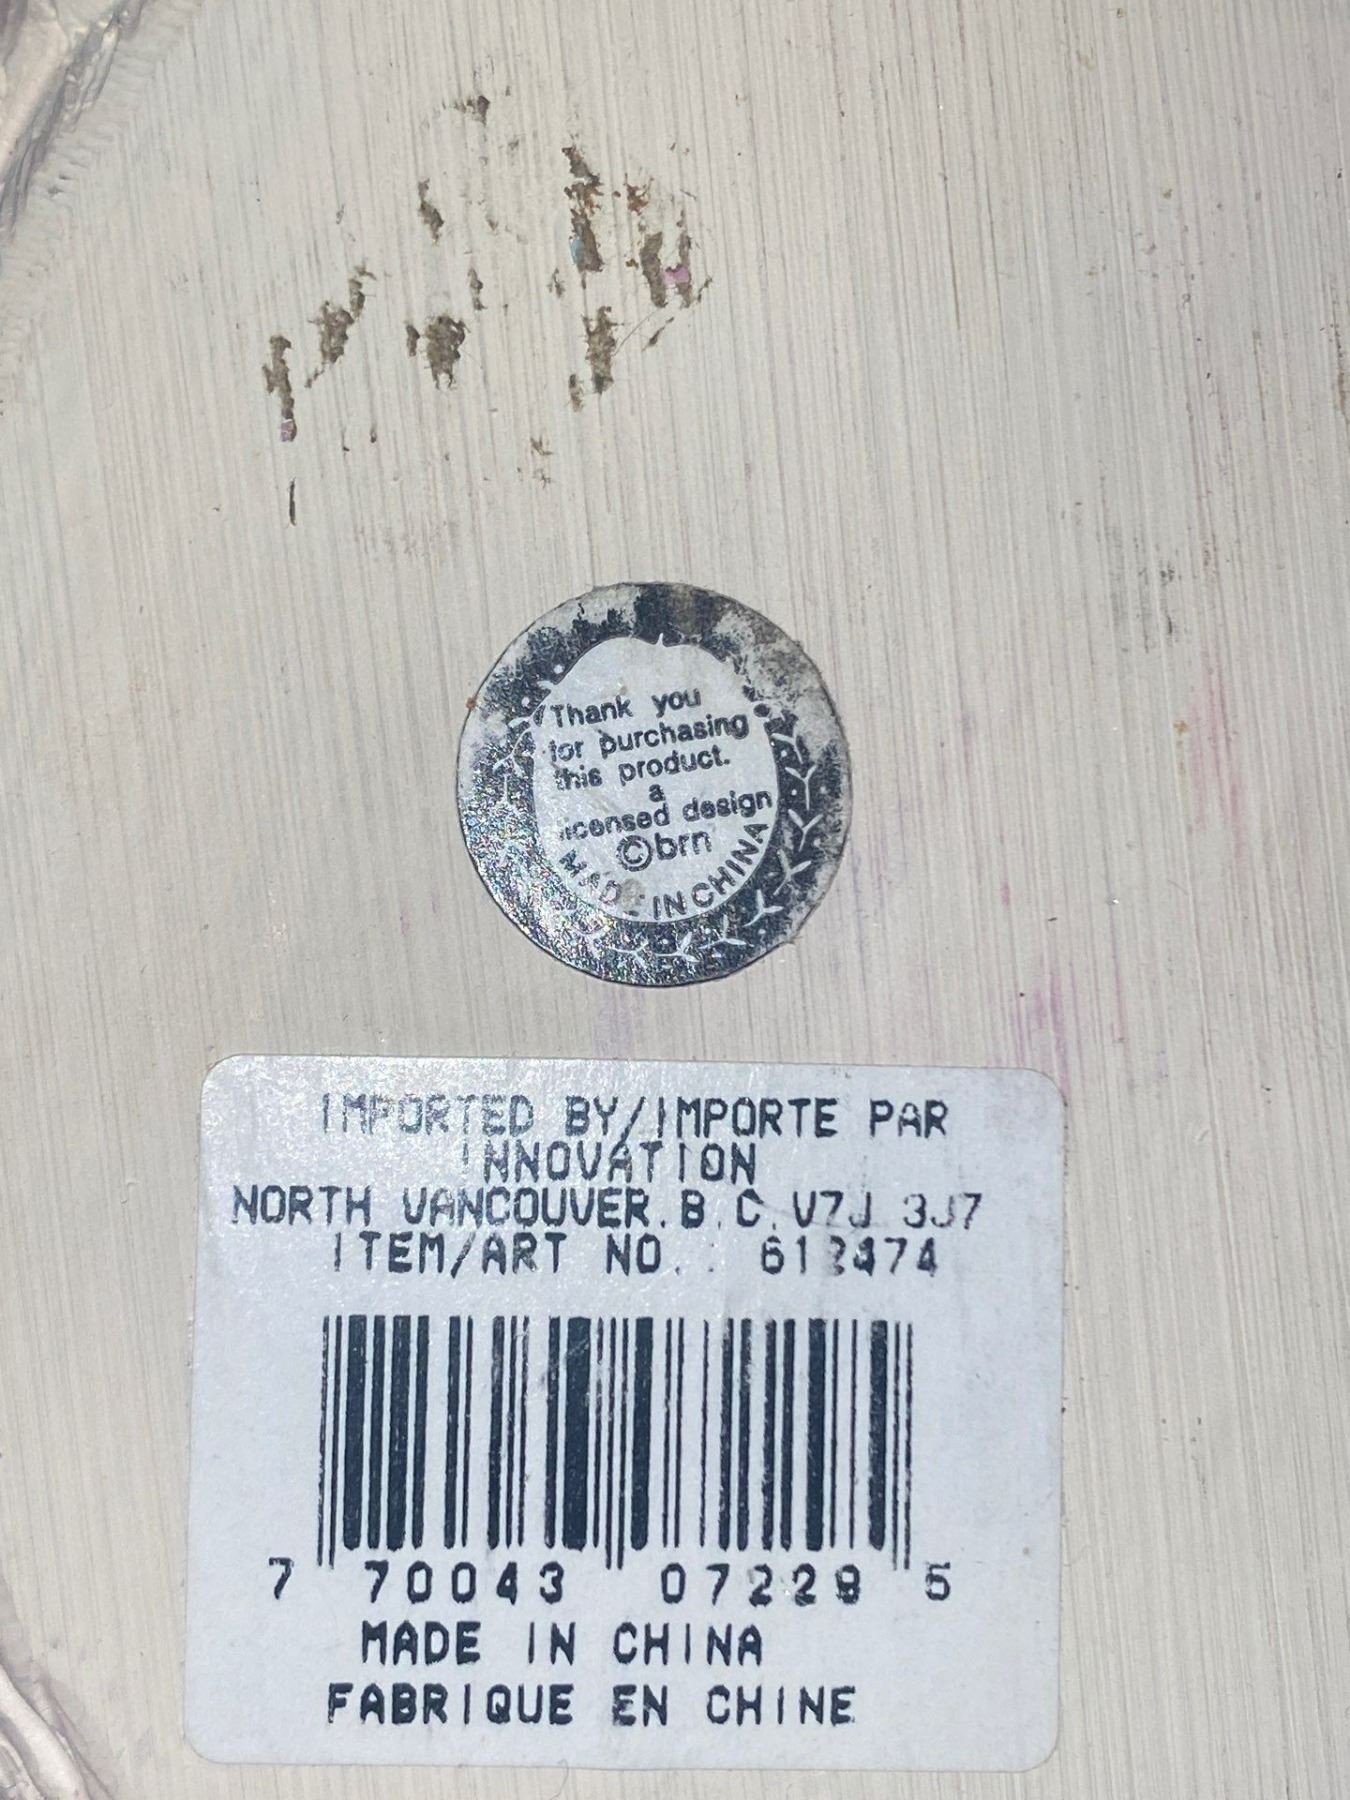 Thank you
for purchasing
this product.
a
licensed design
©brn
MADE IN CHINA
IMPORTED BY/IMPORTE PAR
INNOVATION
NORTH VANCOUVER.B.C.V7J 3J7
ITEM/ART NO.: 612474
7 70043 07229 5
MADE IN CHINA
FABRIQUE EN CHINE